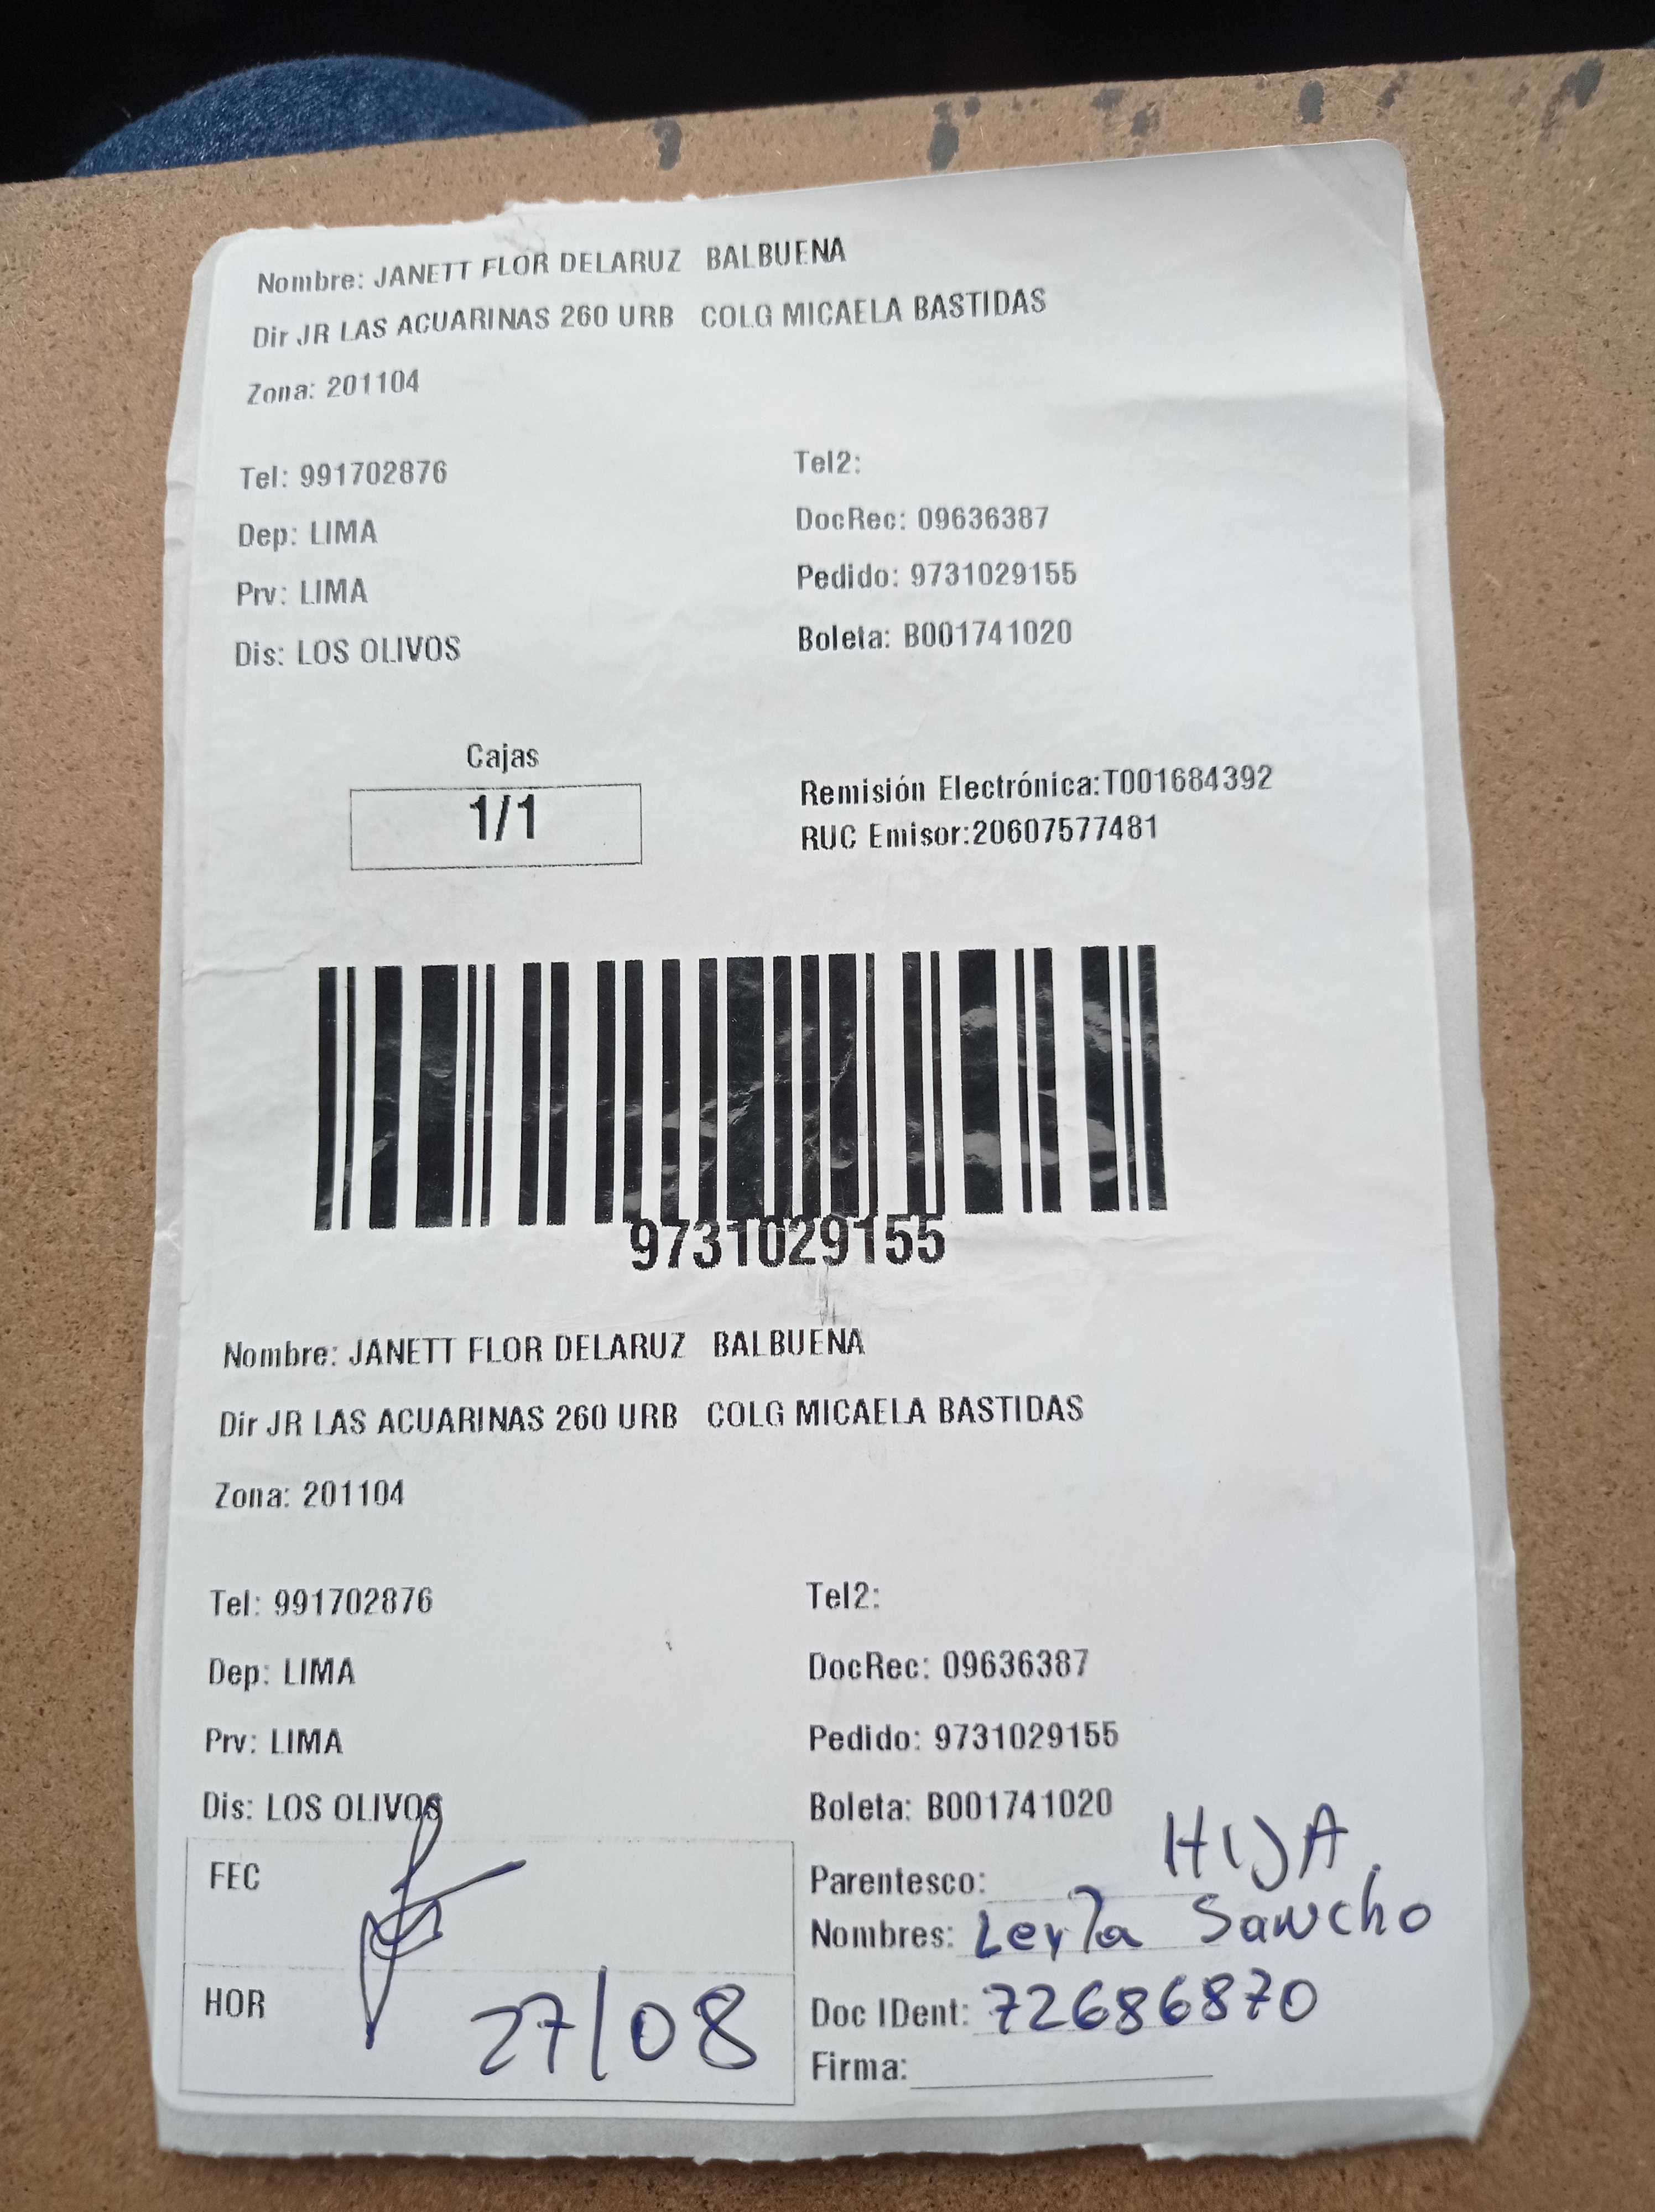 Nombre: JANETT FLOR DELARUZ BALBUENA
Dir JR LAS ACUARINAS 260 URB COLG MICAELA BASTIDAS
Zona: 201104
Tel: 991702876 Tel2:
Dep: LIMA DocRec: 09636387
Prv: LIMA Pedido: 9731029155
Dis: LOS OLIVOS Boleta: B001741020
Cajas
1/1
Remisión Electrónica:T001684392
RUC Emisor:20607577481
9731029155
Nombre: JANETT FLOR DELARUZ BALBUENA
Dir JR LAS ACUARINAS 260 URB COLG MICAELA BASTIDAS
Zona: 201104
Tel: 991702876 Tel2:
Dep: LIMA DocRec: 09636387
Prv: LIMA Pedido: 9731029155
Dis: LOS OLIVOS Boleta: B001741020
FEC
HOR 27/08
Parentesco: HIJA.
Nombres: Leyla Sancho
Doc IDent: 72686870
Firma: